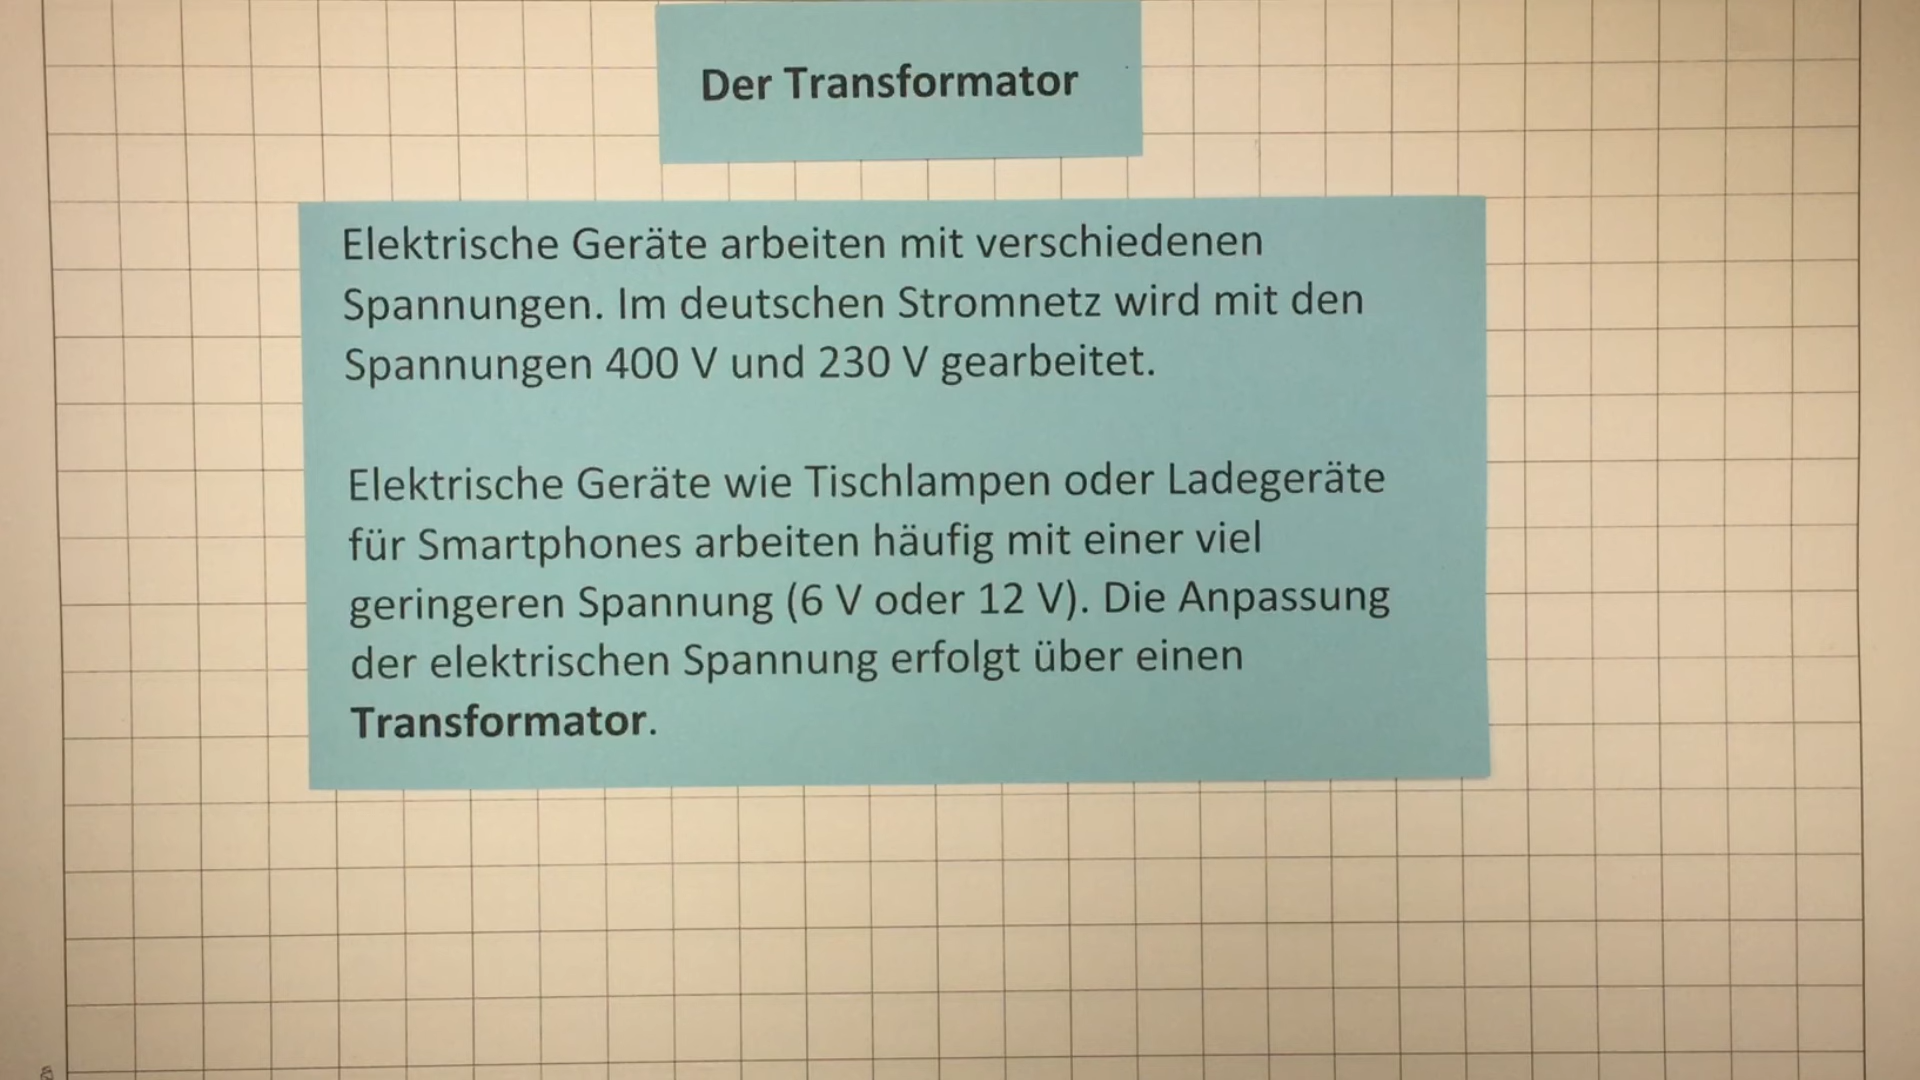 Der Transformator
Elektrische Geräte arbeiten mit verschiedenen
Spannungen. Im deutschen Stromnetz wird mit den
Spannungen 400 V und 230 V gearbeitet.
Elektrische Geräte wie Tischlampen oder Ladegeräte
für Smartphones arbeiten häufig mit einer viel
geringeren Spannung (6 V oder 12 V). Die Anpassung
der elektrischen Spannung erfolgt über einen
Transformator.